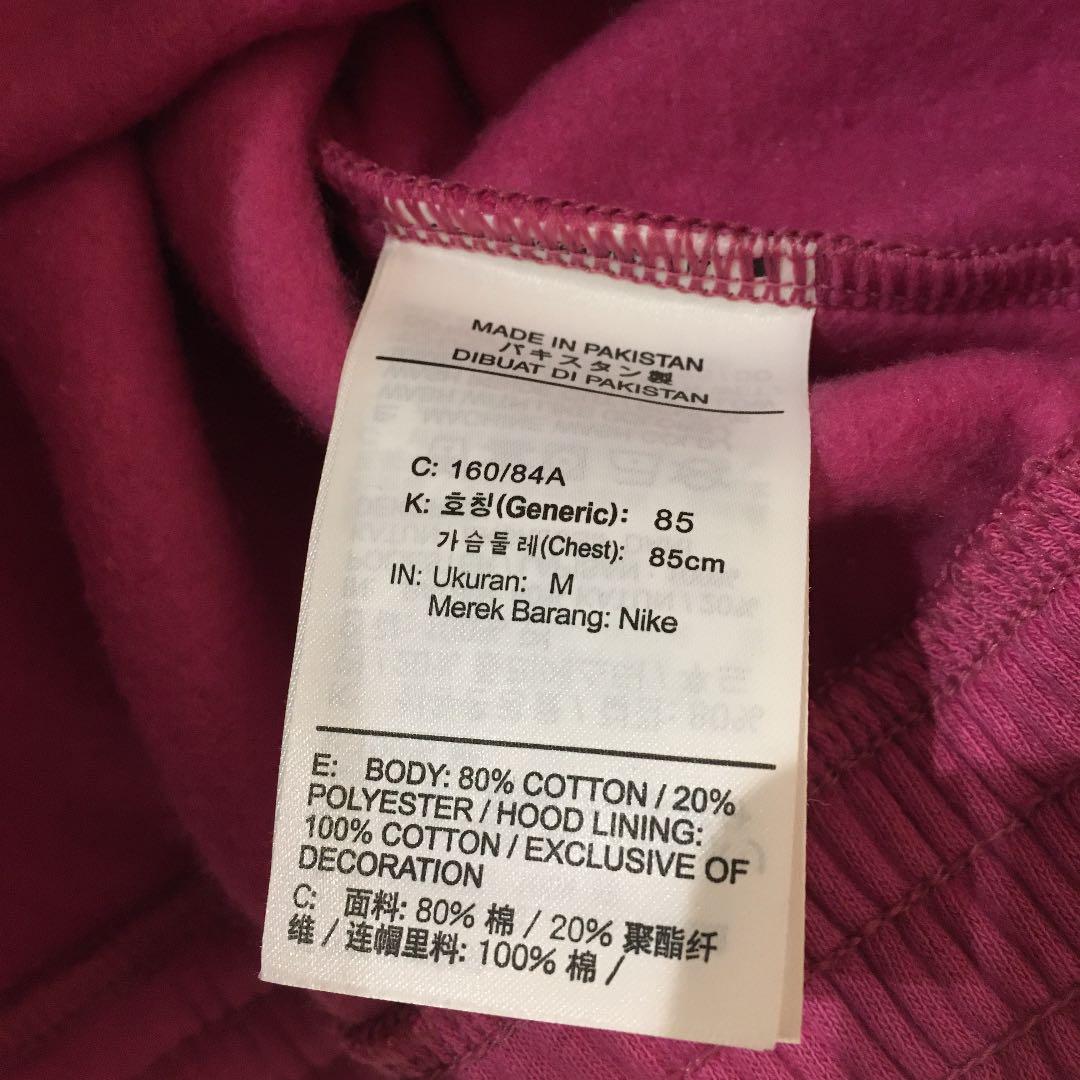 MADE IN PAKISTAN
パキスタン製
DIBUAT DI PAKISTAN
C: 160/84A
K: 호칭(Generic): 85
가슴둘레(Chest): 85cm
IN: Ukuran: M
Merek Barang: Nike
E: BODY: 80% COTTON / 20%
POLYESTER / HOOD LINING:
100% COTTON / EXCLUSIVE OF
DECORATION
C: 面料: 80% 棉 / 20% 聚酯纤
维 / 连帽里料: 100% 棉 /